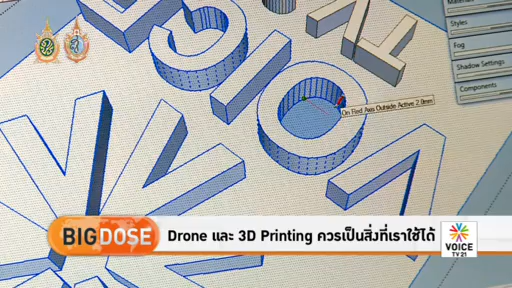 Materials
Styles
Fog
Shadow Settings
Components
VOICE
On Red Axis Outside Active 2.0mm
BIGDOSE
Drone และ 3D Printing ควรเป็นสิ่งที่เราใช้ได้
VOICE
TV 21